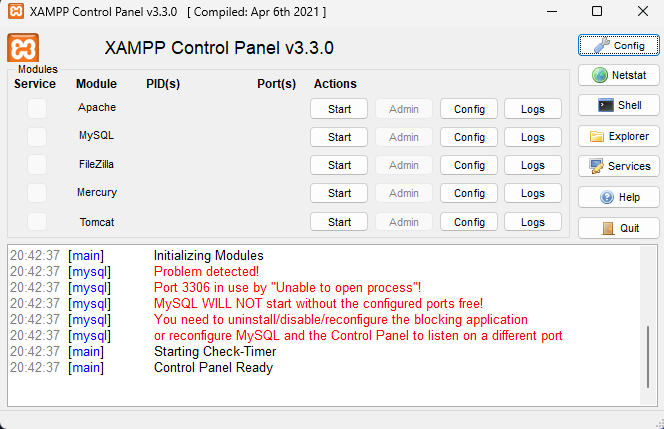 XAMPP Control Panel v3.3.0 [ Compiled: Apr 6th 2021 ]
XAMPP Control Panel v3.3.0
Config
Modules
Service Module PID(s) Port(s) Actions
Netstat
Apache Start Admin Config Logs
Shell
MySQL Start Admin Config Logs
Explorer
FileZilla Start Admin Config Logs
Services
Mercury Start Admin Config Logs
Help
Tomcat Start Admin Config Logs
Quit
20:42:37 [main] Initializing Modules
20:42:37 [mysql] Problem detected!
20:42:37 [mysql] Port 3306 in use by "Unable to open process"!
20:42:37 [mysql] MySQL WILL NOT start without the configured ports free!
20:42:37 [mysql] You need to uninstall/disable/reconfigure the blocking application
20:42:37 [mysql] or reconfigure MySQL and the Control Panel to listen on a different port
20:42:37 [main] Starting Check-Timer
20:42:37 [main] Control Panel Ready